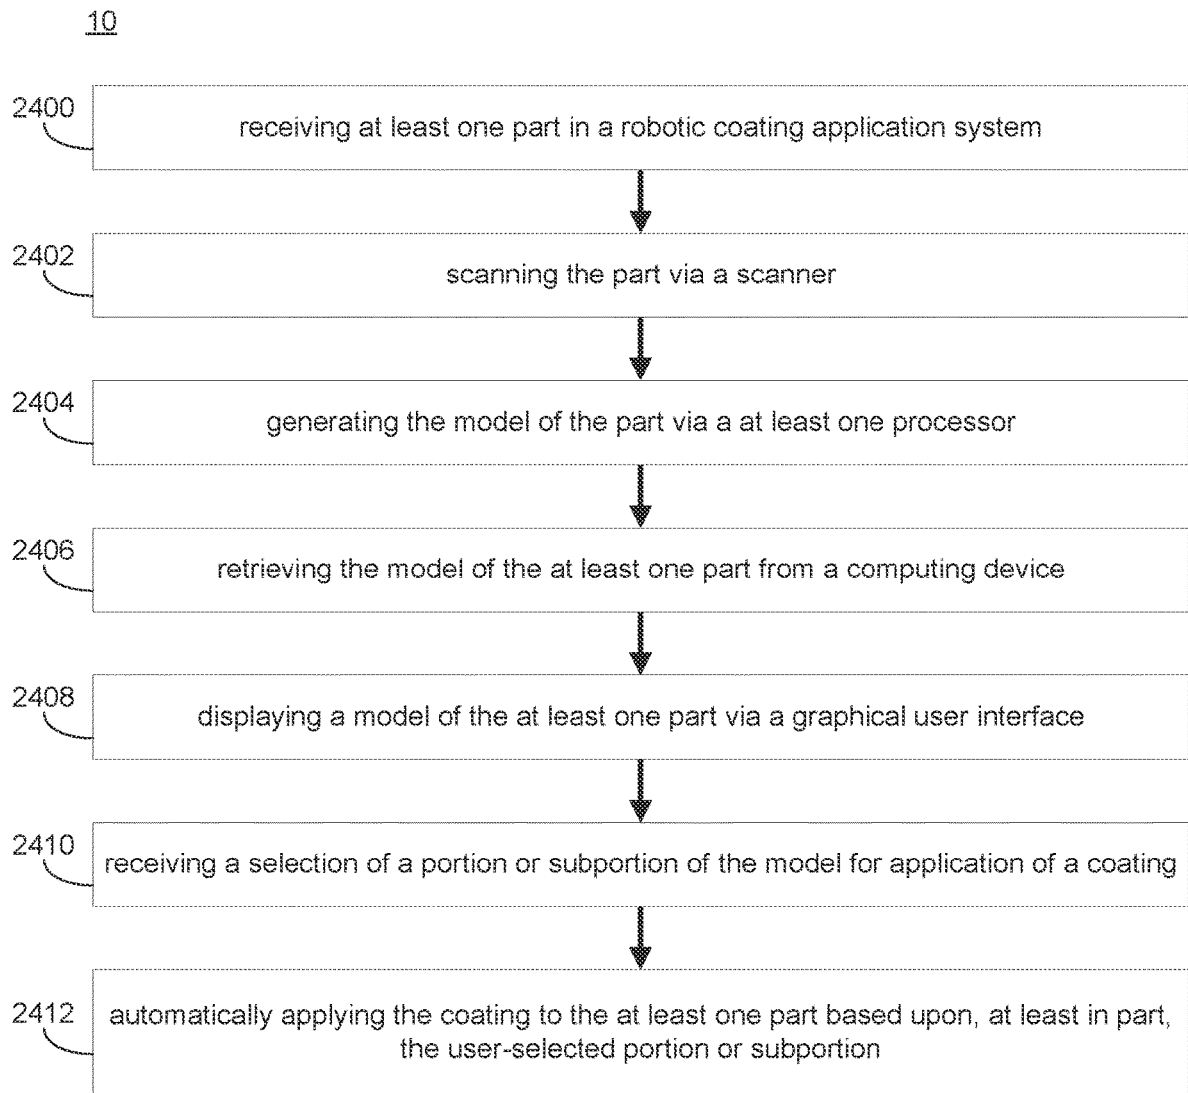 10
2400
receiving at least one part in a robotic coating application system
2402
scanning the part via a scanner
2404
generating the model of the part via a at least one processor
2406
retrieving the model of the at least one part from a computing device
2408
displaying a model of the at least one part via a graphical user interface
2410
receiving a selection of a portion or subportion of the model for application of a coating
2412
automatically applying the coating to the at least one part based upon, at least in part,
the user-selected portion or subportion